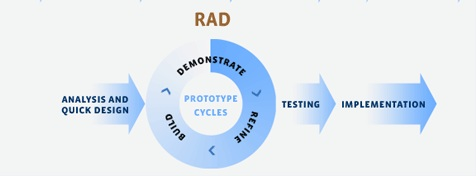 RAD
ANALYSIS AND
QUICK DESIGN
DEMONSTRATE
REFINE
BUILD
PROTOTYPE
CYCLES
TESTING
IMPLEMENTATION